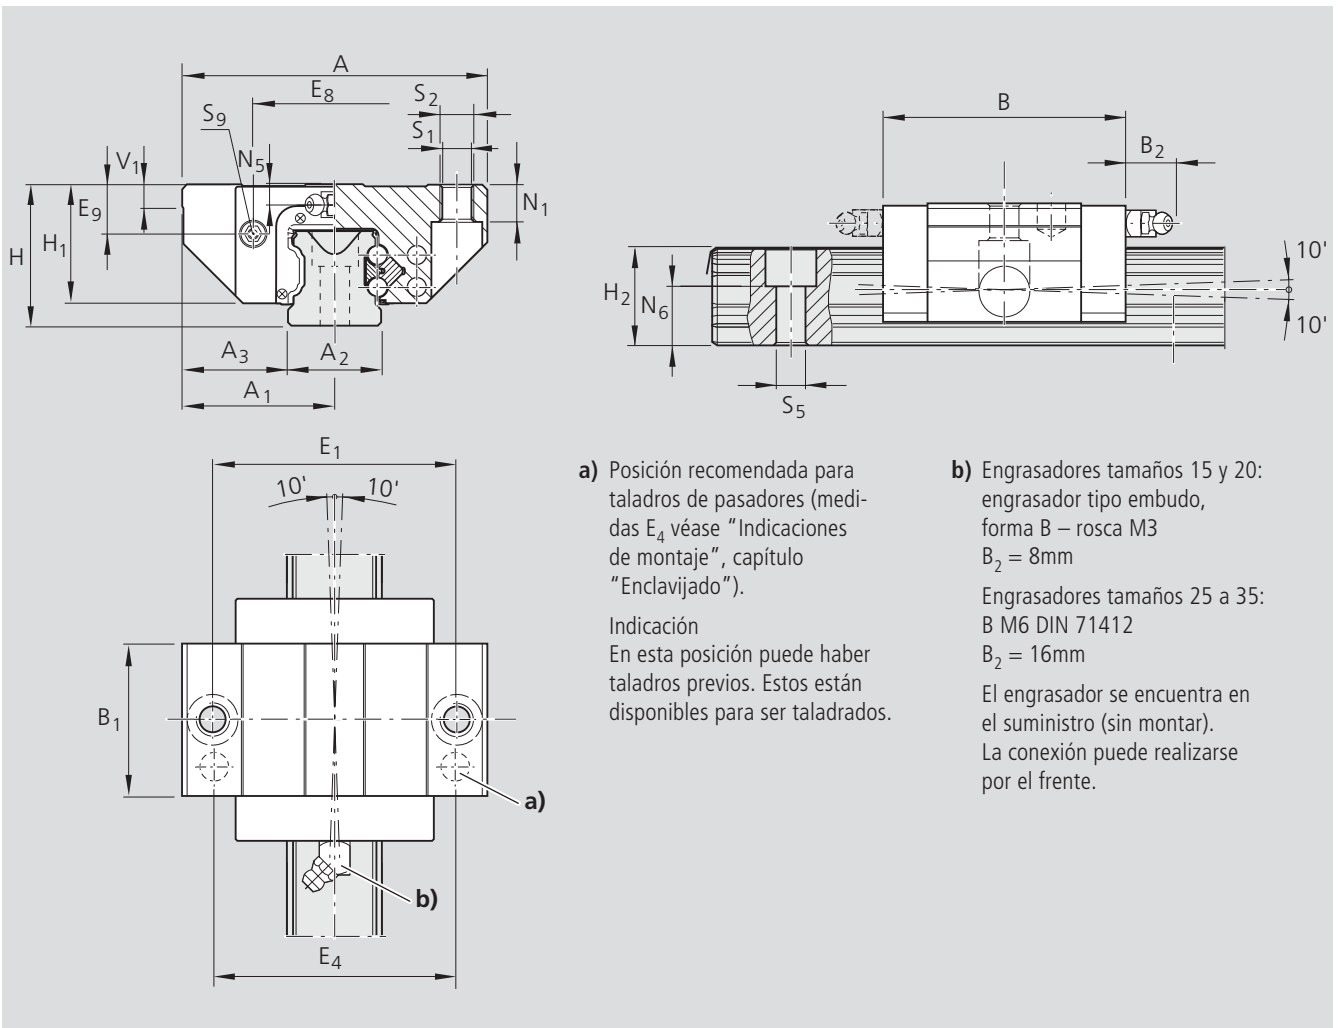 A
E8
S2
S9
S1
V1
N5
E9
N1
H
H1
A3
A2
A1
B
B2
10'
H2
N6
10'
S5
E1
10' 10'
B1
a)
b)
E4
a) Posición recomendada para
taladros de pasadores (medi-
das E4 véase “Indicaciones
de montaje”, capítulo
“Enclavijado”).
Indicación
En esta posición puede haber
taladros previos. Estos están
disponibles para ser taladrados.
b) Engrasadores tamaños 15 y 20:
engrasador tipo embudo,
forma B – rosca M3
B2 = 8mm
Engrasadores tamaños 25 a 35:
B M6 DIN 71412
B2 = 16mm
El engrasador se encuentra en
el suministro (sin montar).
La conexión puede realizarse
por el frente.